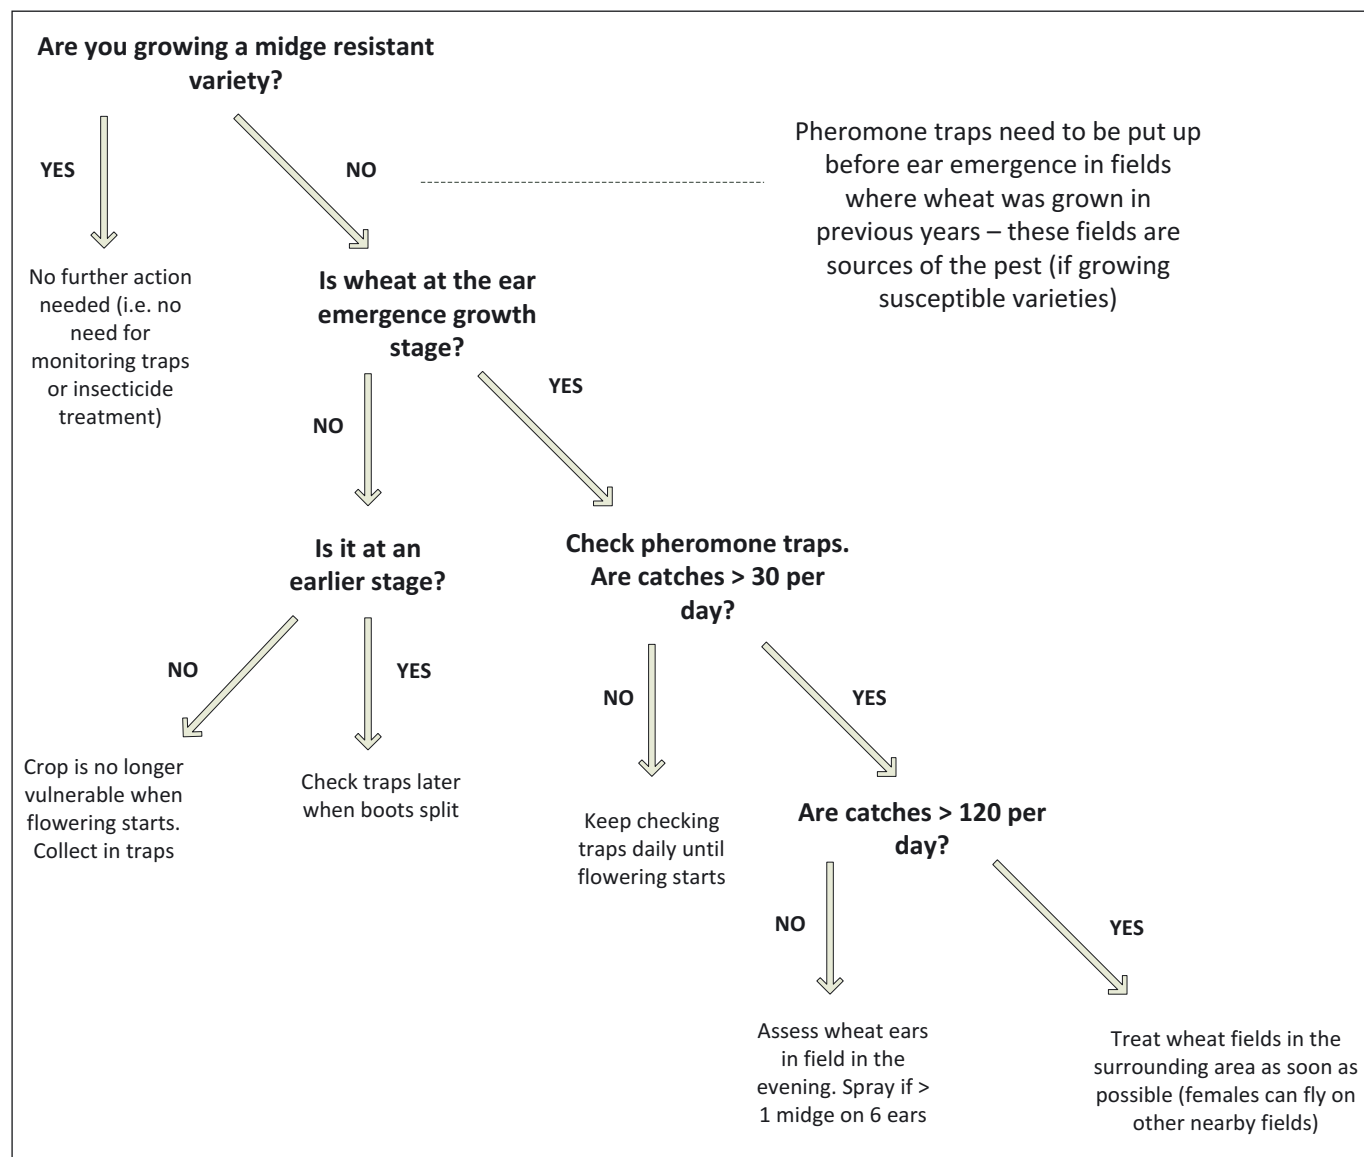 Are you growing a midge resistant
variety?
YES
NO
Pheromone traps need to be put up
before ear emergence in fields
where wheat was grown in
previous years – these fields are
sources of the pest (if growing
susceptible varieties)
No further action
needed (i.e. no
need for
monitoring traps
or insecticide
treatment)
Is wheat at the ear
emergence growth
stage?
NO
YES
Is it at an
earlier stage?
Check pheromone traps.
Are catches > 30 per
day?
NO
YES
NO
YES
Crop is no longer
vulnerable when
flowering starts.
Collect in traps
Check traps later
when boots split
Keep checking
traps daily until
flowering starts
Are catches > 120 per
day?
NO
YES
Assess wheat ears
in field in the
evening. Spray if >
1 midge on 6 ears
Treat wheat fields in the
surrounding area as soon as
possible (females can fly on
other nearby fields)